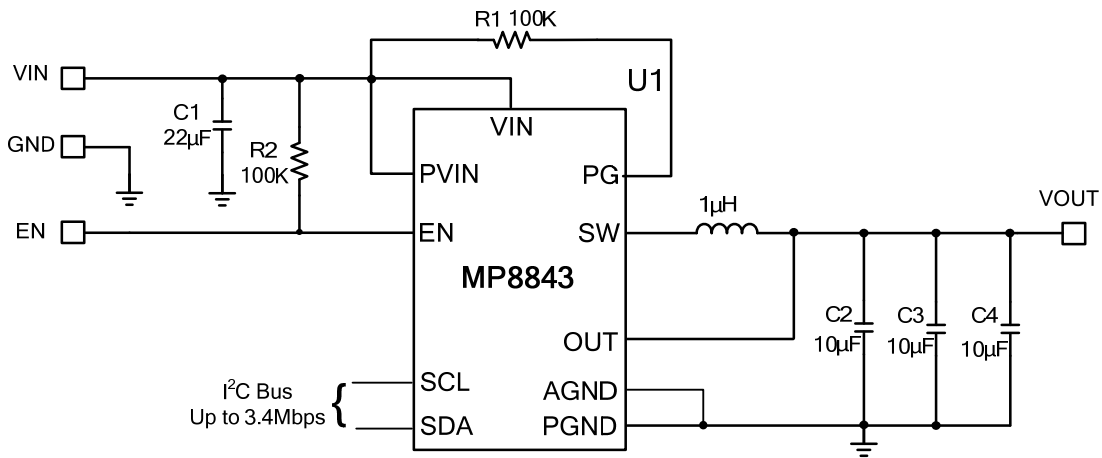 R1 100K
VIN
U1
C1
22μF
VIN
GND
R2
100K
PVIN
PG
1μH
VOUT
EN
EN
SW
MP8843
C2
10μF
C3
10μF
C4
10μF
OUT
I²C Bus
Up to 3.4Mbps
{
SCL
SDA
AGND
PGND